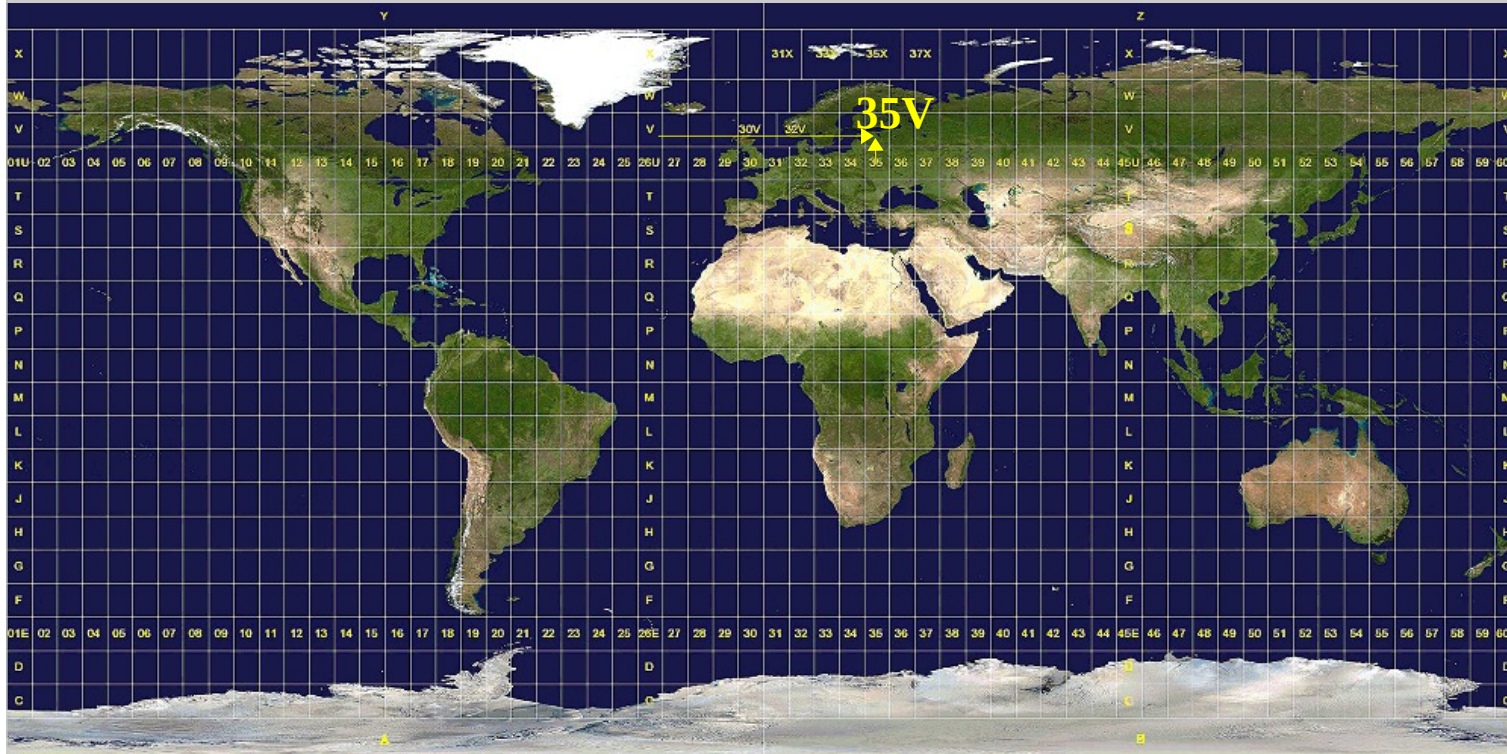 Y Z
X X 31X 33X 35X 37X X X
W W W W
35V
V V 30V 32V V V
01U 02 03 04 05 06 07 08 09 10 11 12 13 14 15 16 17 18 19 20 21 22 23 24 25 26U 27 28 29 30 31 32 33 34 35 36 37 38 39 40 41 42 43 44 45U 46 47 48 49 50 51 52 53 54 55 56 57 58 59 60
T T T T
S S S S
R R R R
Q Q Q Q
P P P P
N N N N
M M M M
L L L L
K K K K
J J J J
H H H H
G G G G
F F F F
01E 02 03 04 05 06 07 08 09 10 11 12 13 14 15 16 17 18 19 20 21 22 23 24 25 26E 27 28 29 30 31 32 33 34 35 36 37 38 39 40 41 42 43 44 45E 46 47 48 49 50 51 52 53 54 55 56 57 58 59 60
D D D D
C C C C
A B